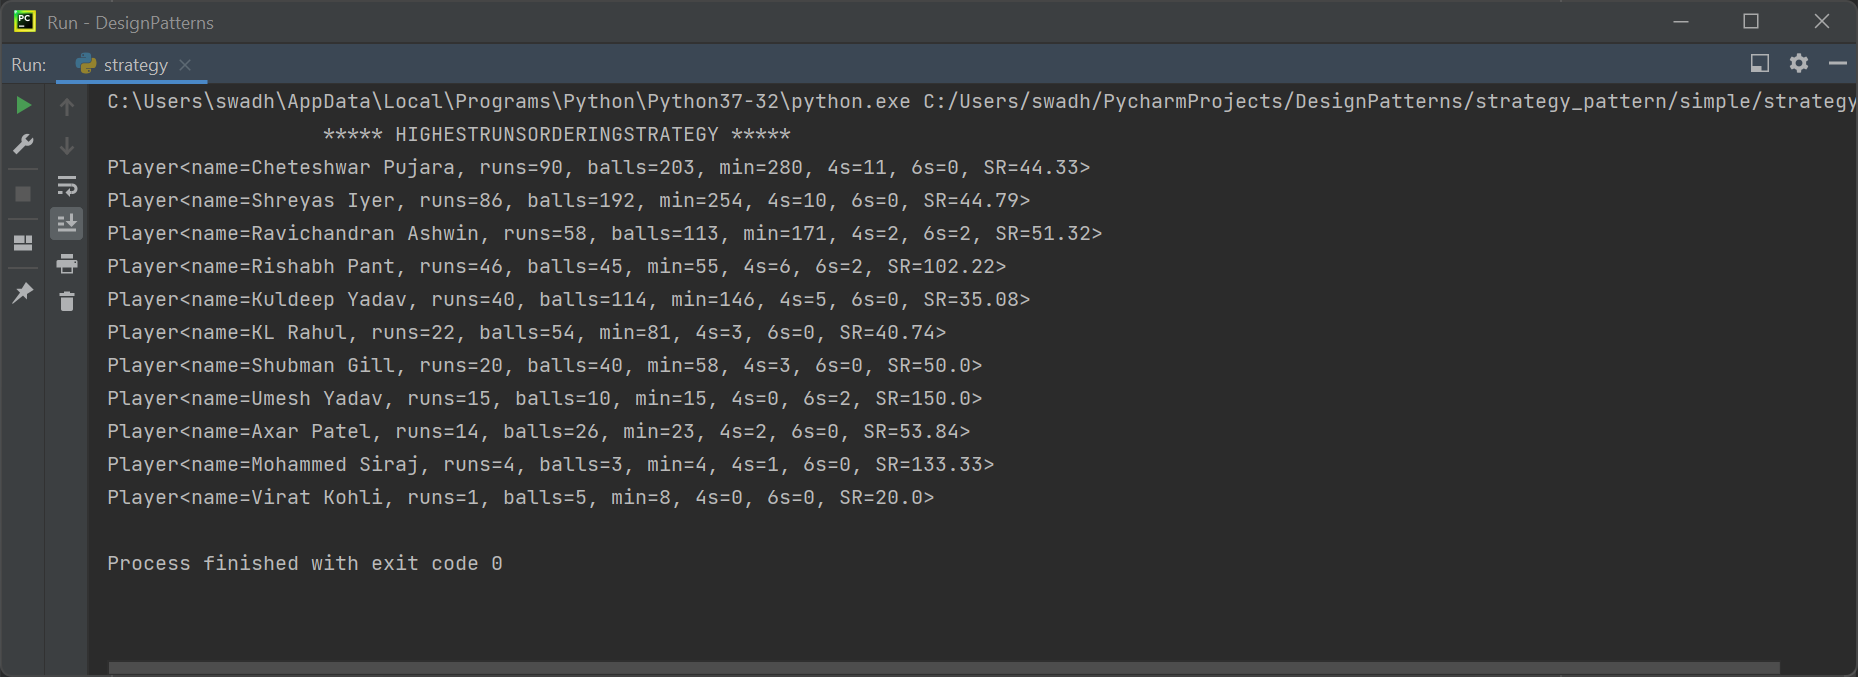 PC
Run - DesignPatterns
Run: strategy
C:\Users\swadh\AppData\Local\Programs\Python\Python37-32\python.exe C:/Users/swadh/PycharmProjects/DesignPatterns/strategy_pattern/simple/strategy
***** HIGHESTRUNSORDERINGSTRATEGY *****
Player<name=Cheteshwar Pujara, runs=90, balls=203, min=280, 4s=11, 6s=0, SR=44.33>
Player<name=Shreyas Iyer, runs=86, balls=192, min=254, 4s=10, 6s=0, SR=44.79>
Player<name=Ravichandran Ashwin, runs=58, balls=113, min=171, 4s=2, 6s=2, SR=51.32>
Player<name=Rishabh Pant, runs=46, balls=45, min=55, 4s=6, 6s=2, SR=102.22>
Player<name=Kuldeep Yadav, runs=40, balls=114, min=146, 4s=5, 6s=0, SR=35.08>
Player<name=KL Rahul, runs=22, balls=54, min=81, 4s=3, 6s=0, SR=40.74>
Player<name=Shubman Gill, runs=20, balls=40, min=58, 4s=3, 6s=0, SR=50.0>
Player<name=Umesh Yadav, runs=15, balls=10, min=15, 4s=0, 6s=2, SR=150.0>
Player<name=Axar Patel, runs=14, balls=26, min=23, 4s=2, 6s=0, SR=53.84>
Player<name=Mohammed Siraj, runs=4, balls=3, min=4, 4s=1, 6s=0, SR=133.33>
Player<name=Virat Kohli, runs=1, balls=5, min=8, 4s=0, 6s=0, SR=20.0>
Process finished with exit code 0